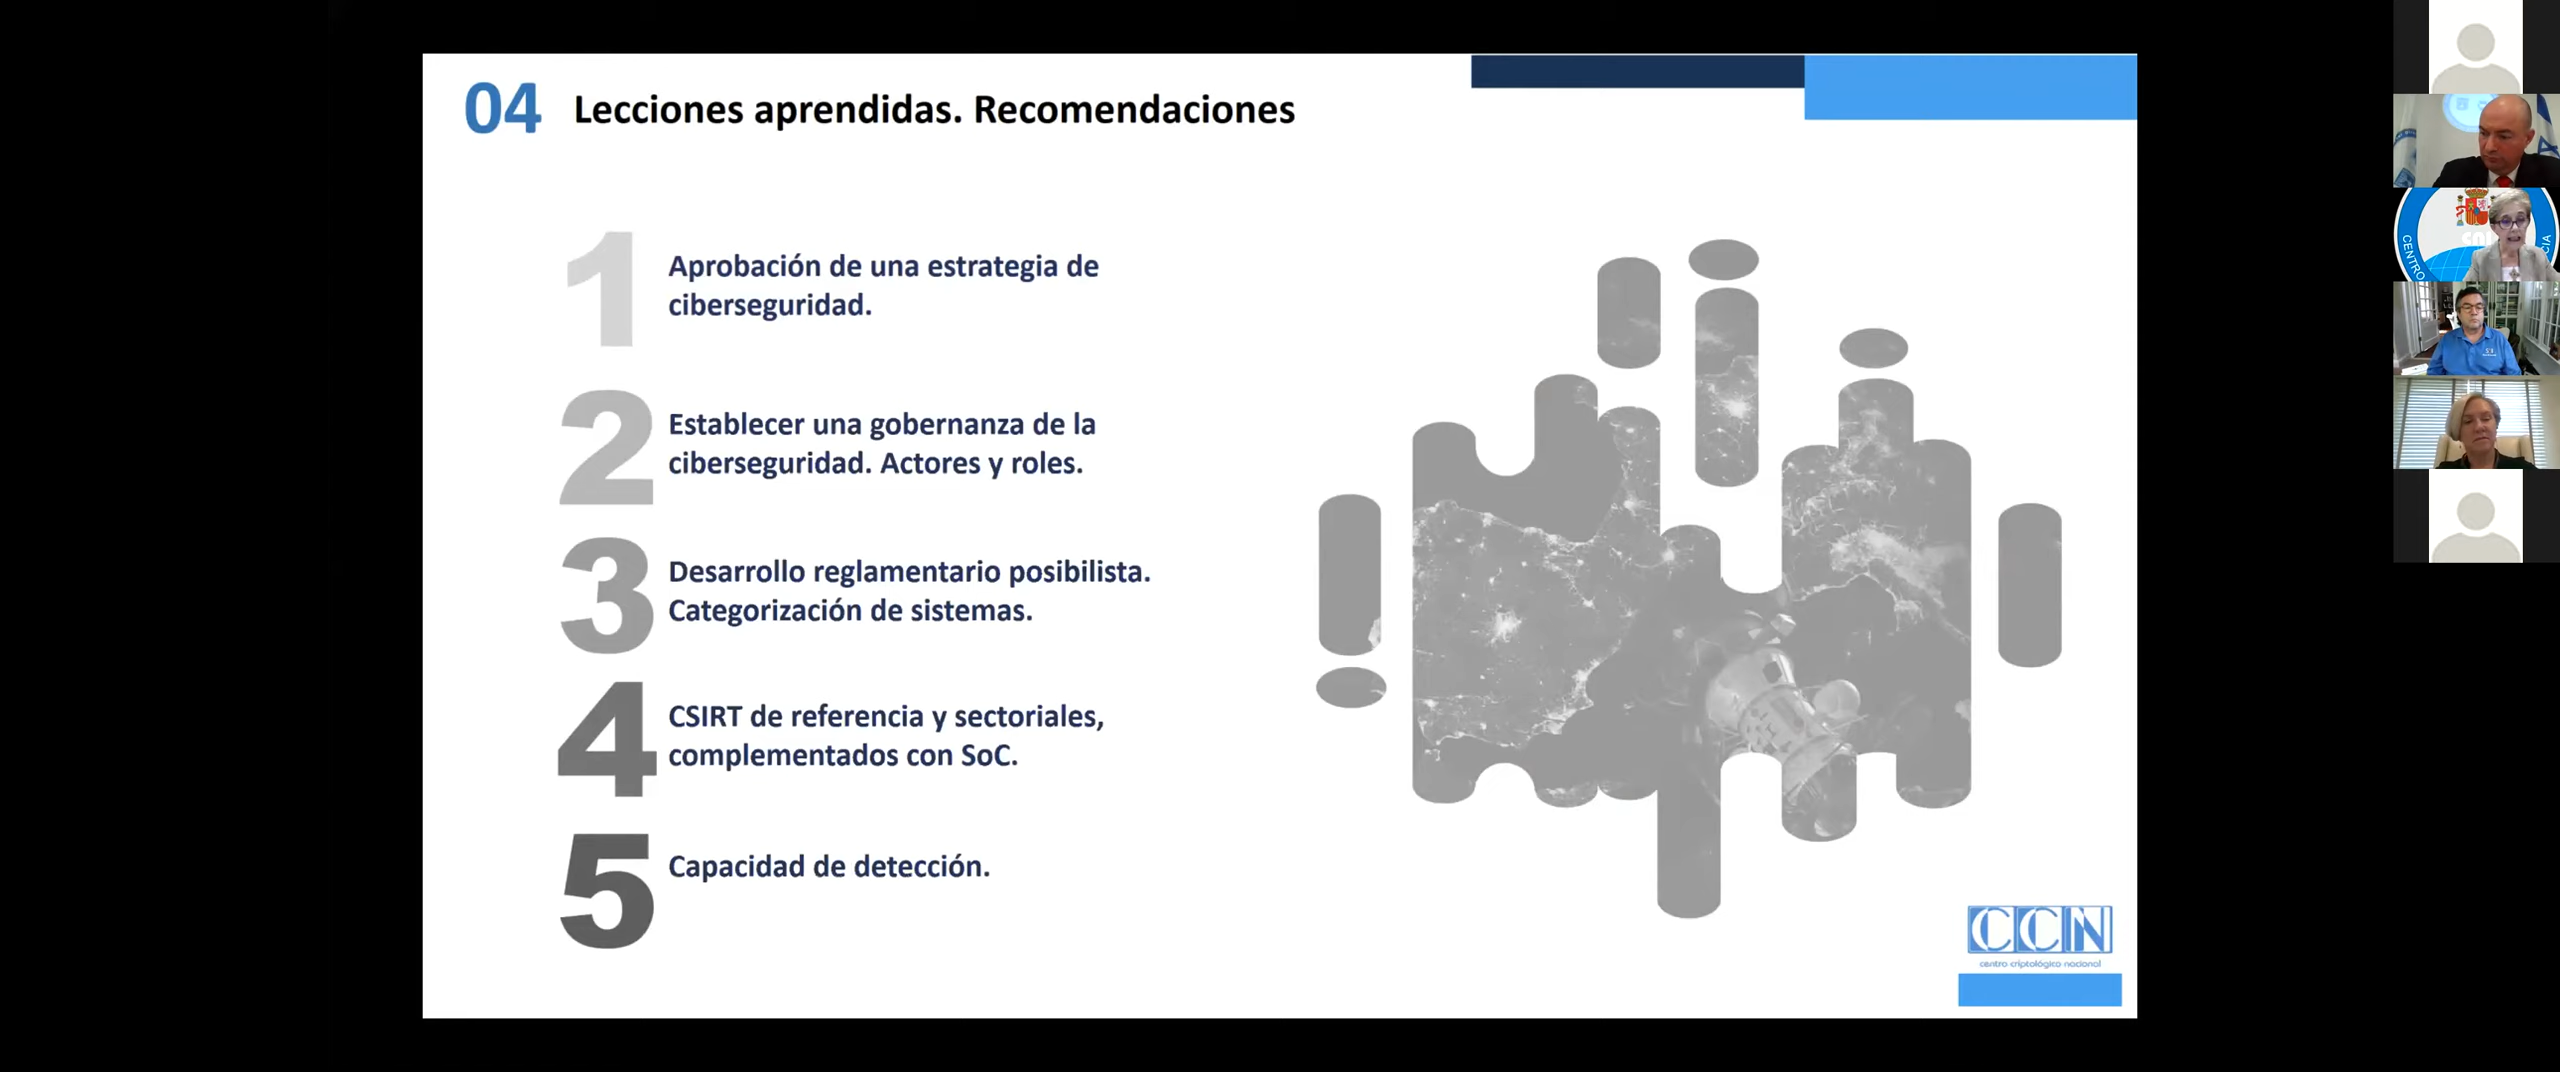 04 Lecciones aprendidas. Recomendaciones
1 Aprobación de una estrategia de
ciberseguridad.
2 Establecer una gobernanza de la
ciberseguridad. Actores y roles.
3 Desarrollo reglamentario posibilista.
Categorización de sistemas.
4 CSIRT de referencia y sectoriales,
complementados con SoC.
5 Capacidad de detección.
CCN
centro criptológico nacional
CENTRO